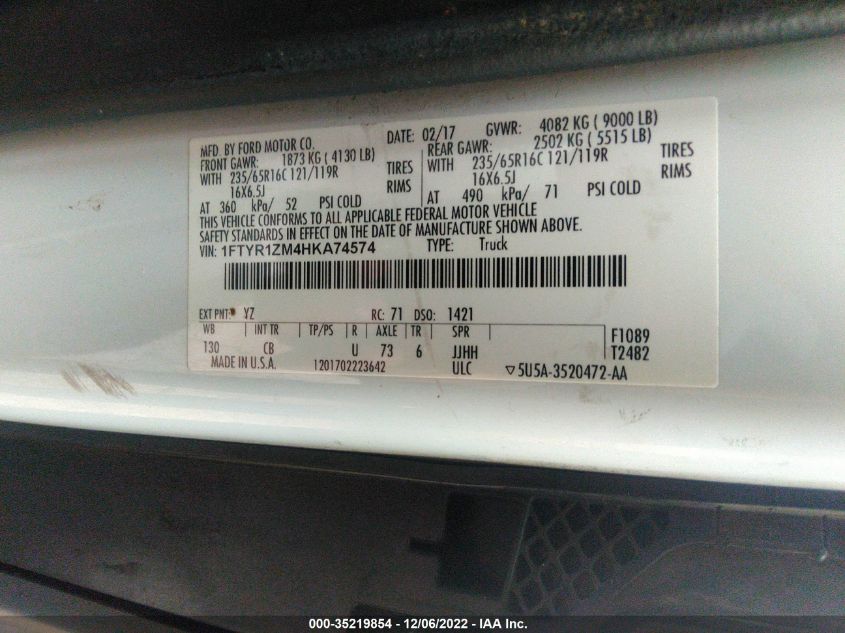 MFD. BY FORD MOTOR CO. DATE: 02/17 GVWR: 4082 KG ( 9000 LB)
FRONT GAWR: 1873 KG ( 4130 LB) REAR GAWR: 2502 KG ( 5515 LB)
WITH 235/65R16C 121/119R TIRES WITH 235/65R16C 121/119R TIRES
16X6.5J RIMS 16X6.5J RIMS
AT 360 kPa/ 52 PSI COLD AT 490 kPa/ 71 PSI COLD
THIS VEHICLE CONFORMS TO ALL APPLICABLE FEDERAL MOTOR VEHICLE
SAFETY STANDARDS IN EFFECT ON THE DATE OF MANUFACTURE SHOWN ABOVE.
VIN: 1FTYR1ZM4HKA74574 TYPE: Truck
EXT PNT: YZ RC: 71 DSO: 1421
WB INT TR TP/PS R AXLE TR SPR F1089
130 CB U 73 6 JJHH T2482
MADE IN U.S.A. 1201702223642 ULC ▽5U5A-3520472-AA
000-35219854 - 12/06/2022 - IAA Inc.